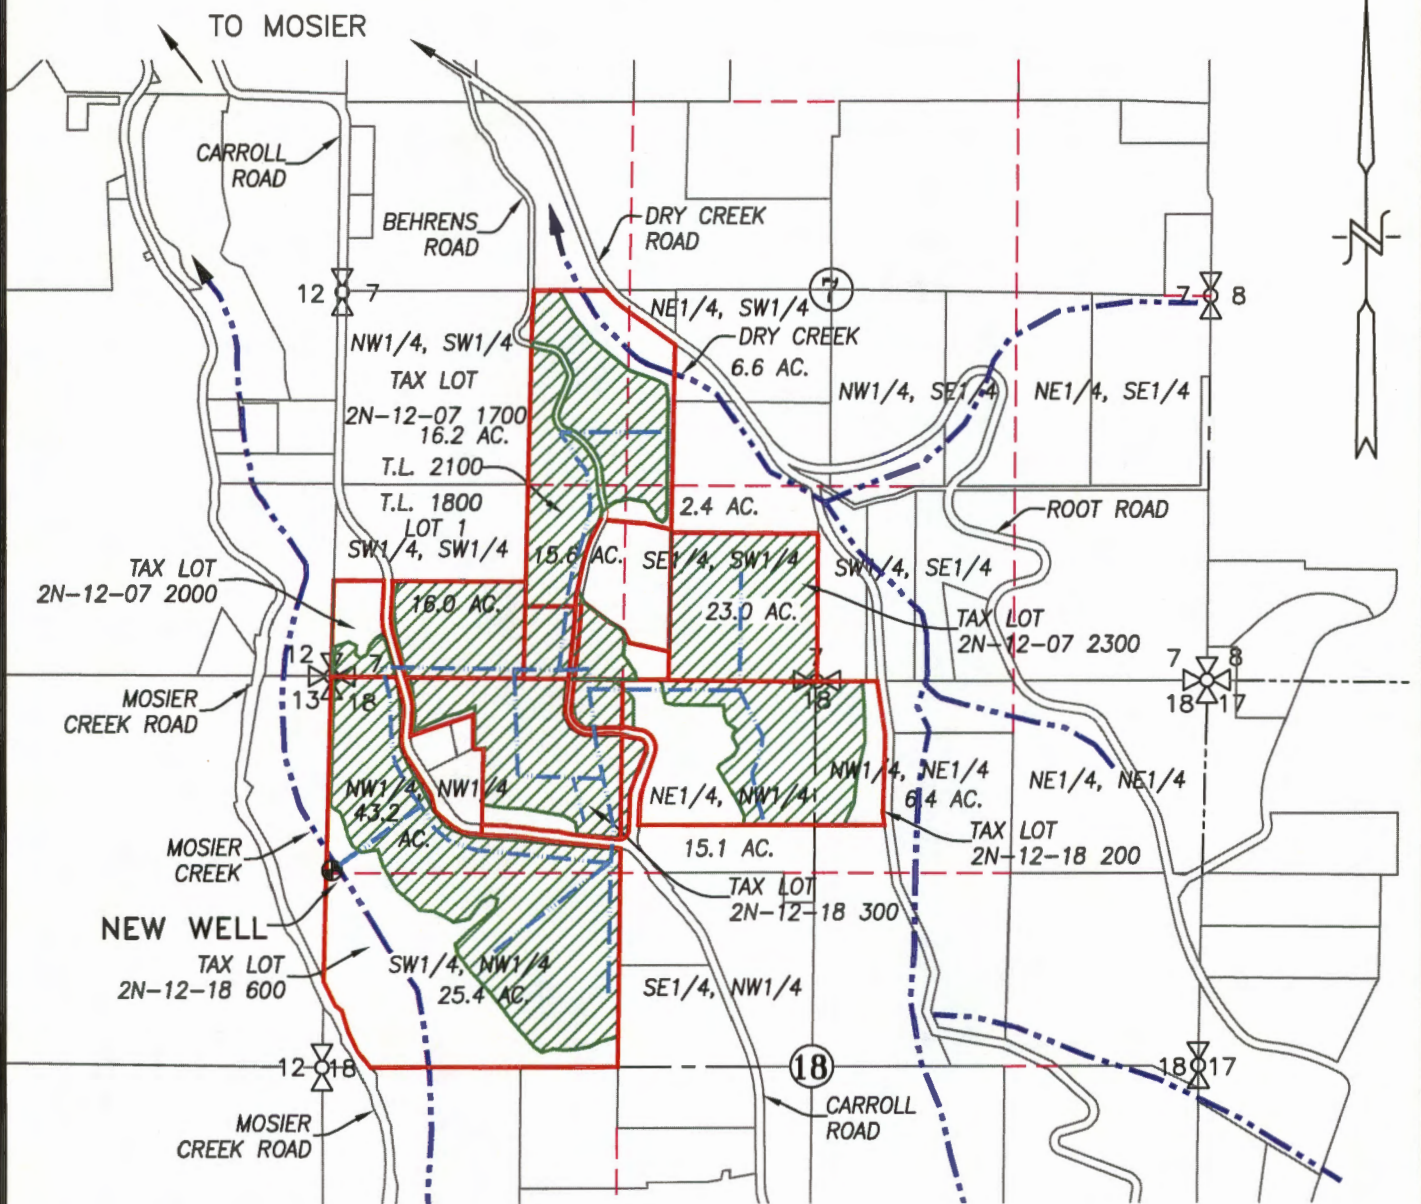 TO MOSIER
CARROLL
ROAD
BEHRENS
ROAD
DRY CREEK
ROAD
N
12 7
7
7 8
NE1/4, SW1/4
NW1/4, SW1/4
DRY CREEK
6.6 AC.
TAX LOT
2N-12-07 1700
16.2 AC.
NW1/4, SE1/4
NE1/4, SE1/4
T.L. 2100
T.L. 1800
LOT 1
SW1/4, SW1/4
2.4 AC.
ROOT ROAD
15.6 AC.
SE1/4, SW1/4
SW1/4, SE1/4
TAX LOT
2N-12-07 2000
16.0 AC.
23.0 AC.
TAX LOT
2N-12-07 2300
12 7
7
13 18
7
18
7 8
18 17
MOSIER
CREEK ROAD
NW1/4, NW1/4
43.2
AC.
NE1/4, NW1/4
NW1/4, NE1/4
6.4 AC.
NE1/4, NE1/4
MOSIER
CREEK
15.1 AC.
TAX LOT
2N-12-18 200
TAX LOT
2N-12-18 300
NEW WELL
TAX LOT
2N-12-18 600
SW1/4, NW1/4
25.4 AC.
SE1/4, NW1/4
12 18
18
18 17
MOSIER
CREEK ROAD
CARROLL
ROAD